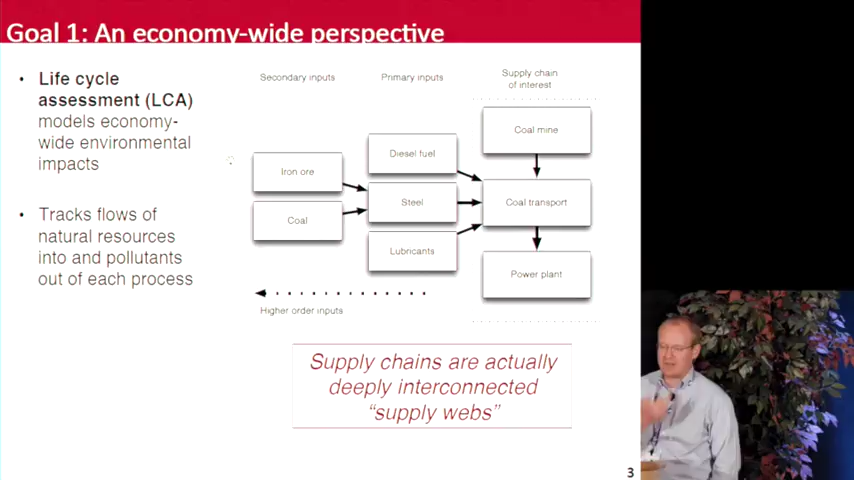 Goal 1: An economy-wide perspective
• Life cycle
assessment (LCA)
models economy-
wide environmental
impacts
• Tracks flows of
natural resources
into and pollutants
out of each process
Secondary inputs
Primary inputs
Supply chain
of interest
Coal mine
Diesel fuel
Iron ore
Steel
Coal transport
Coal
Lubricants
Power plant
Higher order inputs
Supply chains are actually
deeply interconnected
“supply webs”
3